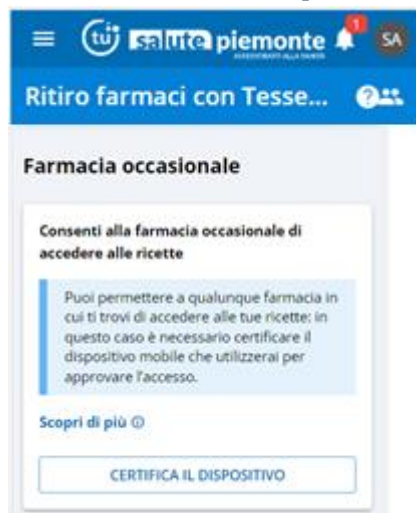 tu salute piemonte 1 SA
Ritiro farmaci con Tesse...
Farmacia occasionale
Consenti alla farmacia occasionale di
accedere alle ricette
Puoi permettere a qualunque farmacia in
cui ti trovi di accedere alle tue ricette: in
questo caso è necessario certificare il
dispositivo mobile che utilizzerai per
approvare l'accesso.
Scopri di più
CERTIFICA IL DISPOSITIVO